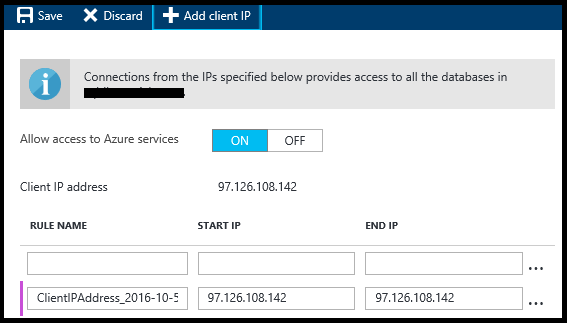 Save Discard Add client IP
Connections from the IPs specified below provides access to all the databases in
Allow access to Azure services ON OFF
Client IP address 97.126.108.142
RULE NAME START IP END IP
...
ClientIPAddress_2016-10-5 97.126.108.142 97.126.108.142 ...